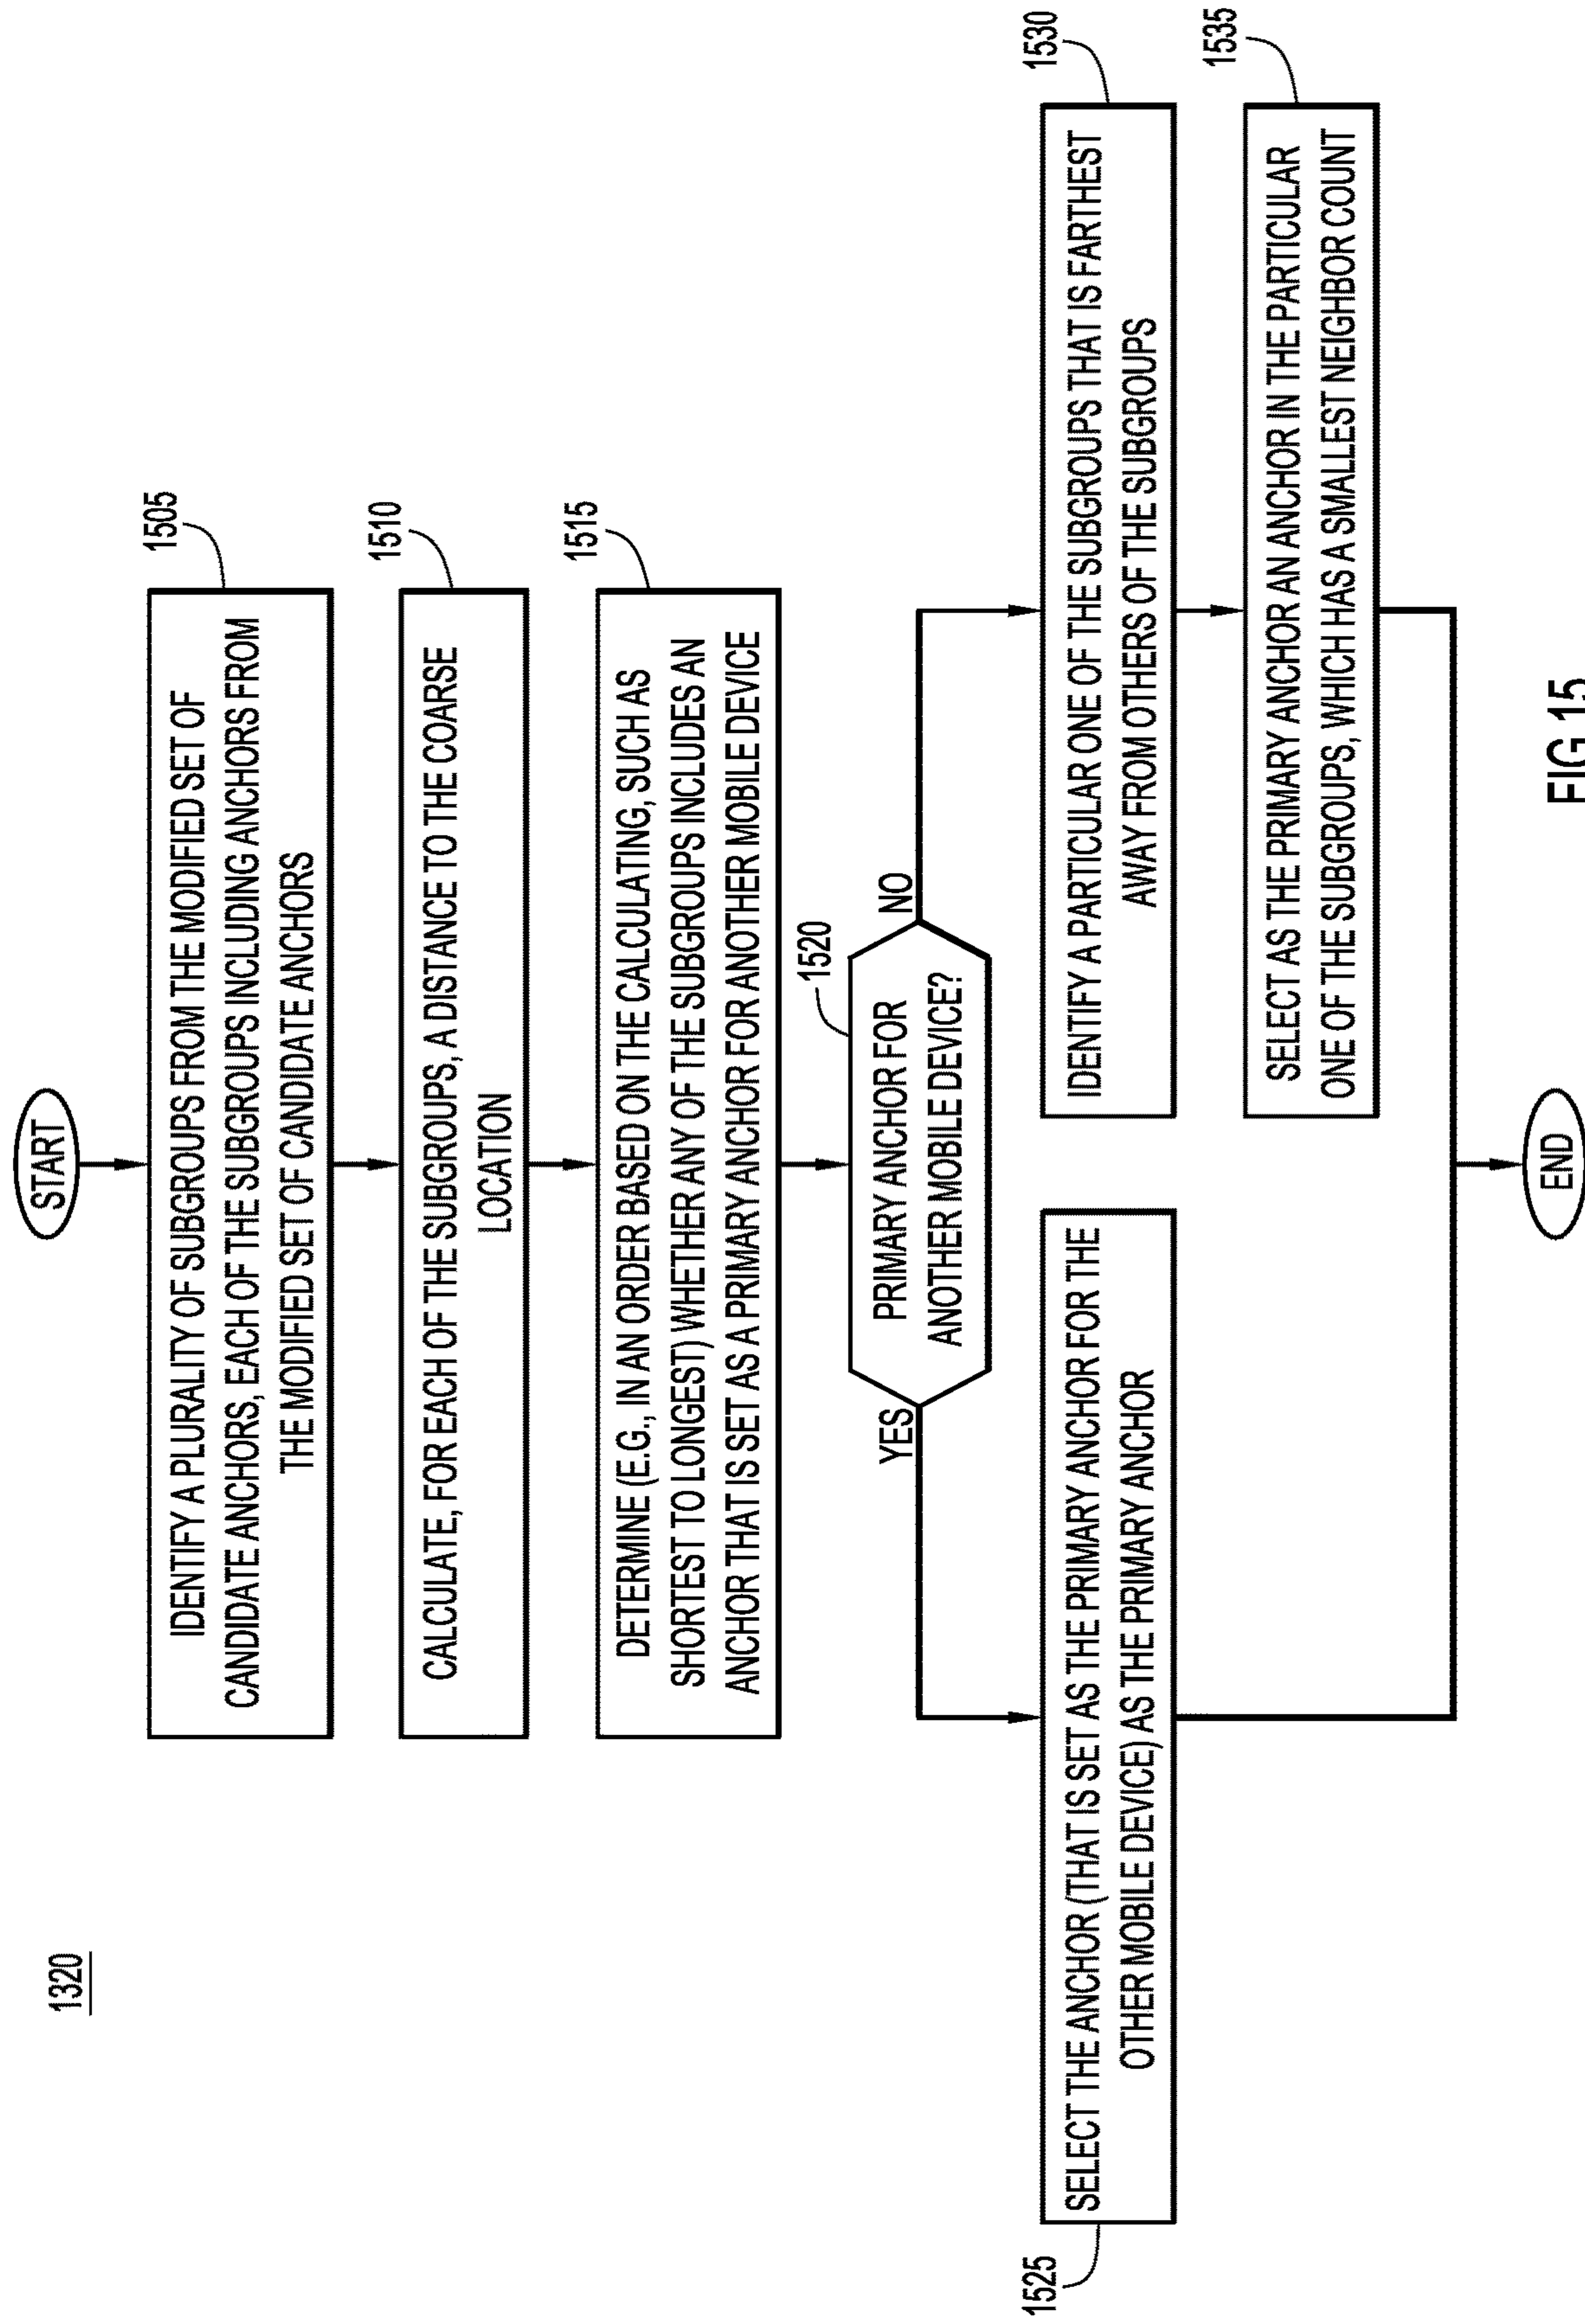 1320
START
1505
IDENTIFY A PLURALITY OF SUBGROUPS FROM THE MODIFIED SET OF
CANDIDATE ANCHORS, EACH OF THE SUBGROUPS INCLUDING ANCHORS FROM
THE MODIFIED SET OF CANDIDATE ANCHORS
1510
CALCULATE, FOR EACH OF THE SUBGROUPS, A DISTANCE TO THE COARSE
LOCATION
1515
DETERMINE (E.G., IN AN ORDER BASED ON THE CALCULATING, SUCH AS
SHORTEST TO LONGEST) WHETHER ANY OF THE SUBGROUPS INCLUDES AN
ANCHOR THAT IS SET AS A PRIMARY ANCHOR FOR ANOTHER MOBILE DEVICE
1520
PRIMARY ANCHOR FOR
ANOTHER MOBILE DEVICE?
YES
NO
1525
SELECT THE ANCHOR (THAT IS SET AS THE PRIMARY ANCHOR FOR THE
OTHER MOBILE DEVICE) AS THE PRIMARY ANCHOR
1530
IDENTIFY A PARTICULAR ONE OF THE SUBGROUPS THAT IS FARTHEST
AWAY FROM OTHERS OF THE SUBGROUPS
1535
SELECT AS THE PRIMARY ANCHOR AN ANCHOR IN THE PARTICULAR
ONE OF THE SUBGROUPS, WHICH HAS A SMALLEST NEIGHBOR COUNT
END
FIG.15